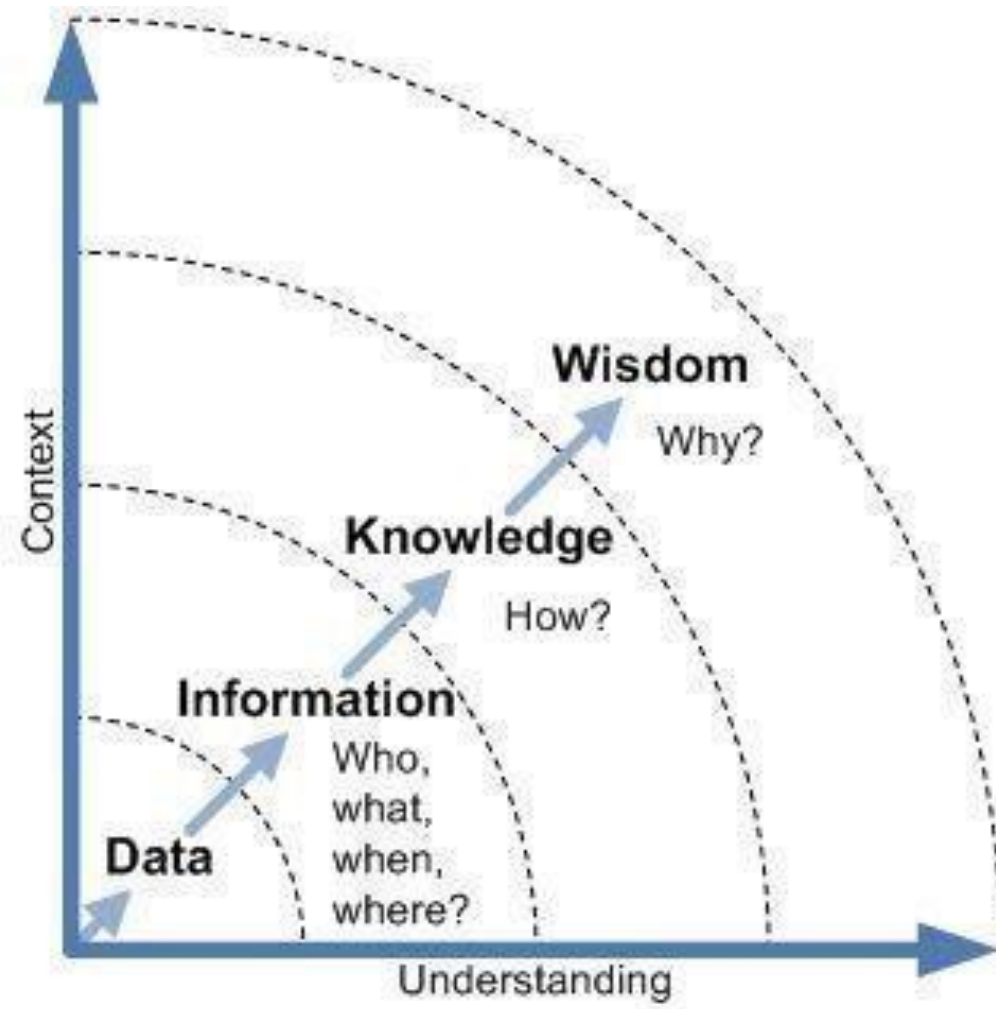 Wisdom
Why?
Context
Knowledge
How?
Information
Who,
what,
when,
where?
Data
Understanding